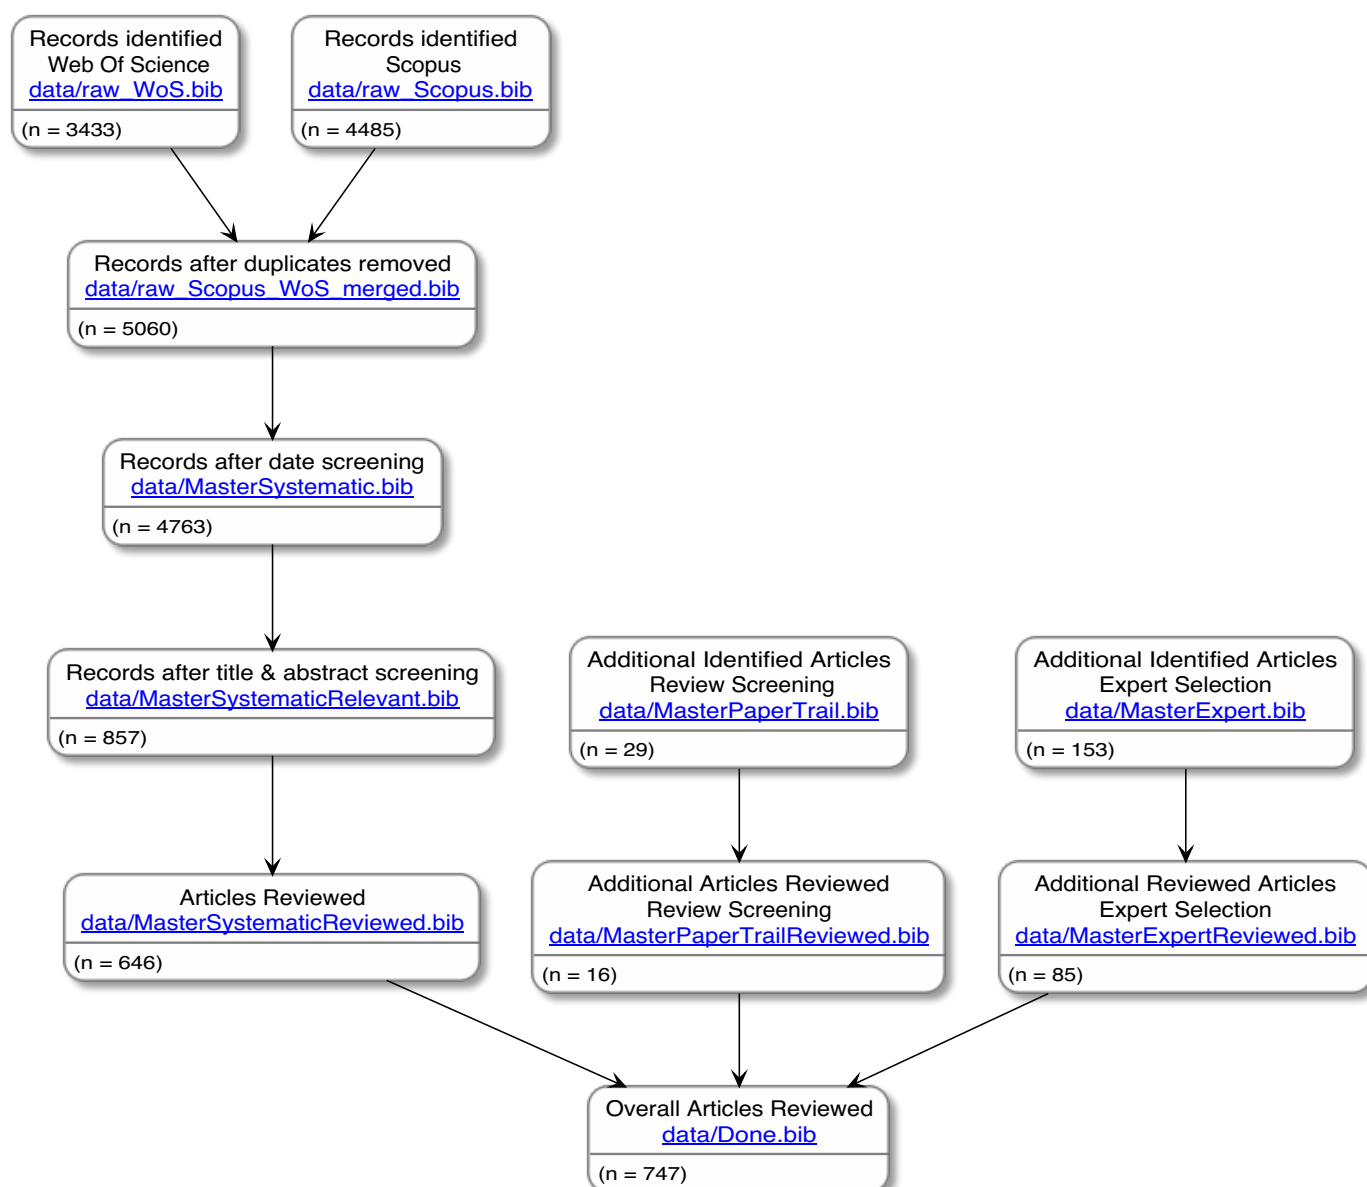 Records identified
Web Of Science
data/raw_WoS.bib
(n = 3433)
Records identified
Scopus
data/raw_Scopus.bib
(n = 4485)
Records after duplicates removed
data/raw_Scopus_WoS_merged.bib
(n = 5060)
Records after date screening
data/MasterSystematic.bib
(n = 4763)
Records after title & abstract screening
data/MasterSystematicRelevant.bib
(n = 857)
Additional Identified Articles
Review Screening
data/MasterPaperTrail.bib
(n = 29)
Additional Identified Articles
Expert Selection
data/MasterExpert.bib
(n = 153)
Articles Reviewed
data/MasterSystematicReviewed.bib
(n = 646)
Additional Articles Reviewed
Review Screening
data/MasterPaperTrailReviewed.bib
(n = 16)
Additional Reviewed Articles
Expert Selection
data/MasterExpertReviewed.bib
(n = 85)
Overall Articles Reviewed
data/Done.bib
(n = 747)